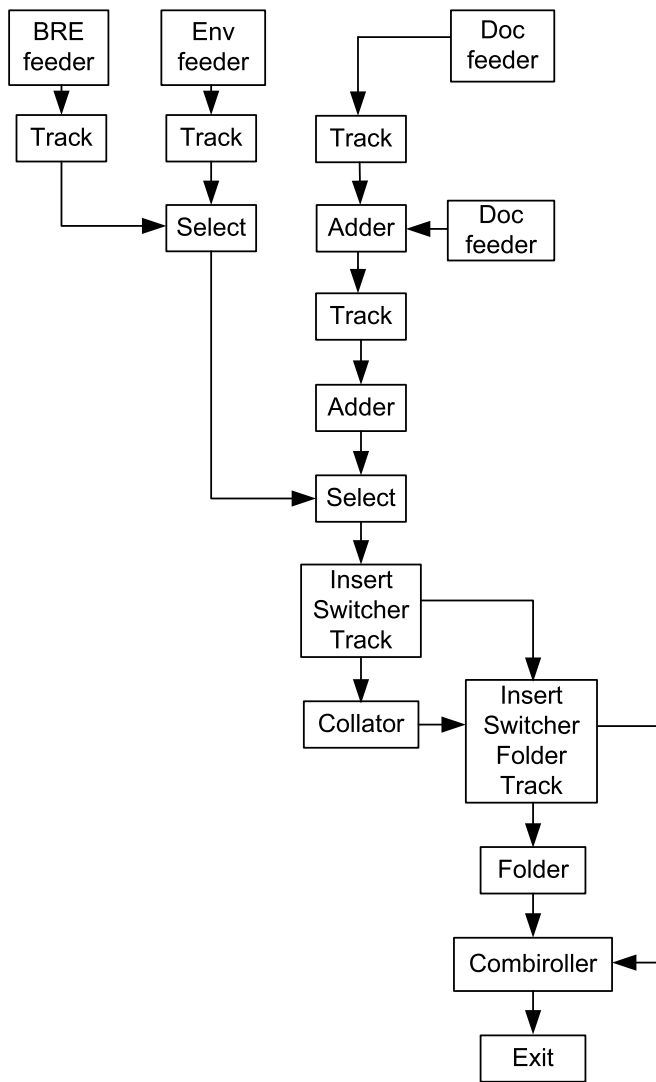 BRE
feeder
Env
feeder
Doc
feeder
Track
Track
Track
Select
Adder
Doc
feeder
Track
Adder
Select
Insert
Switcher
Track
Collator
Insert
Switcher
Folder
Track
Folder
Combiroller
Exit